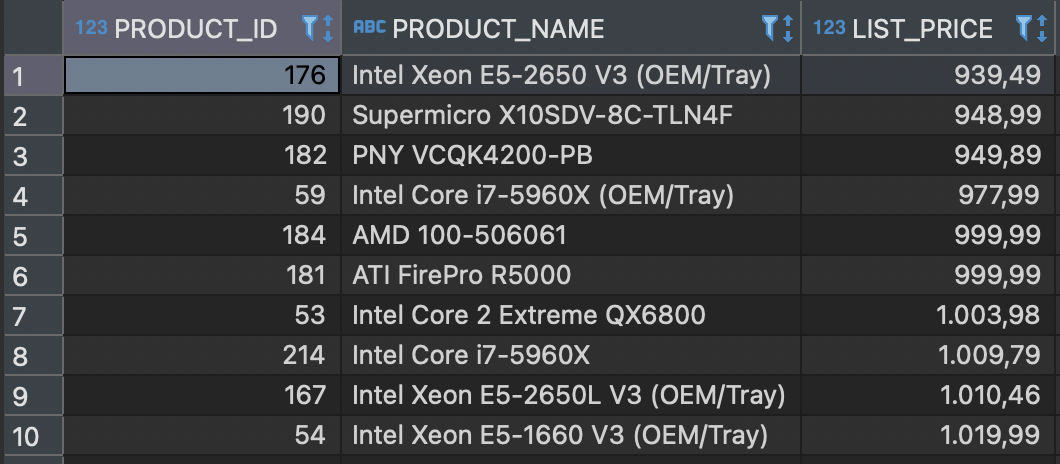 123 PRODUCT_ID ABC PRODUCT_NAME 123 LIST_PRICE
1 176 Intel Xeon E5-2650 V3 (OEM/Tray) 939,49
2 190 Supermicro X10SDV-8C-TLN4F 948,99
3 182 PNY VCQK4200-PB 949,89
4 59 Intel Core i7-5960X (OEM/Tray) 977,99
5 184 AMD 100-506061 999,99
6 181 ATI FirePro R5000 999,99
7 53 Intel Core 2 Extreme QX6800 1.003,98
8 214 Intel Core i7-5960X 1.009,79
9 167 Intel Xeon E5-2650L V3 (OEM/Tray) 1.010,46
10 54 Intel Xeon E5-1660 V3 (OEM/Tray) 1.019,99